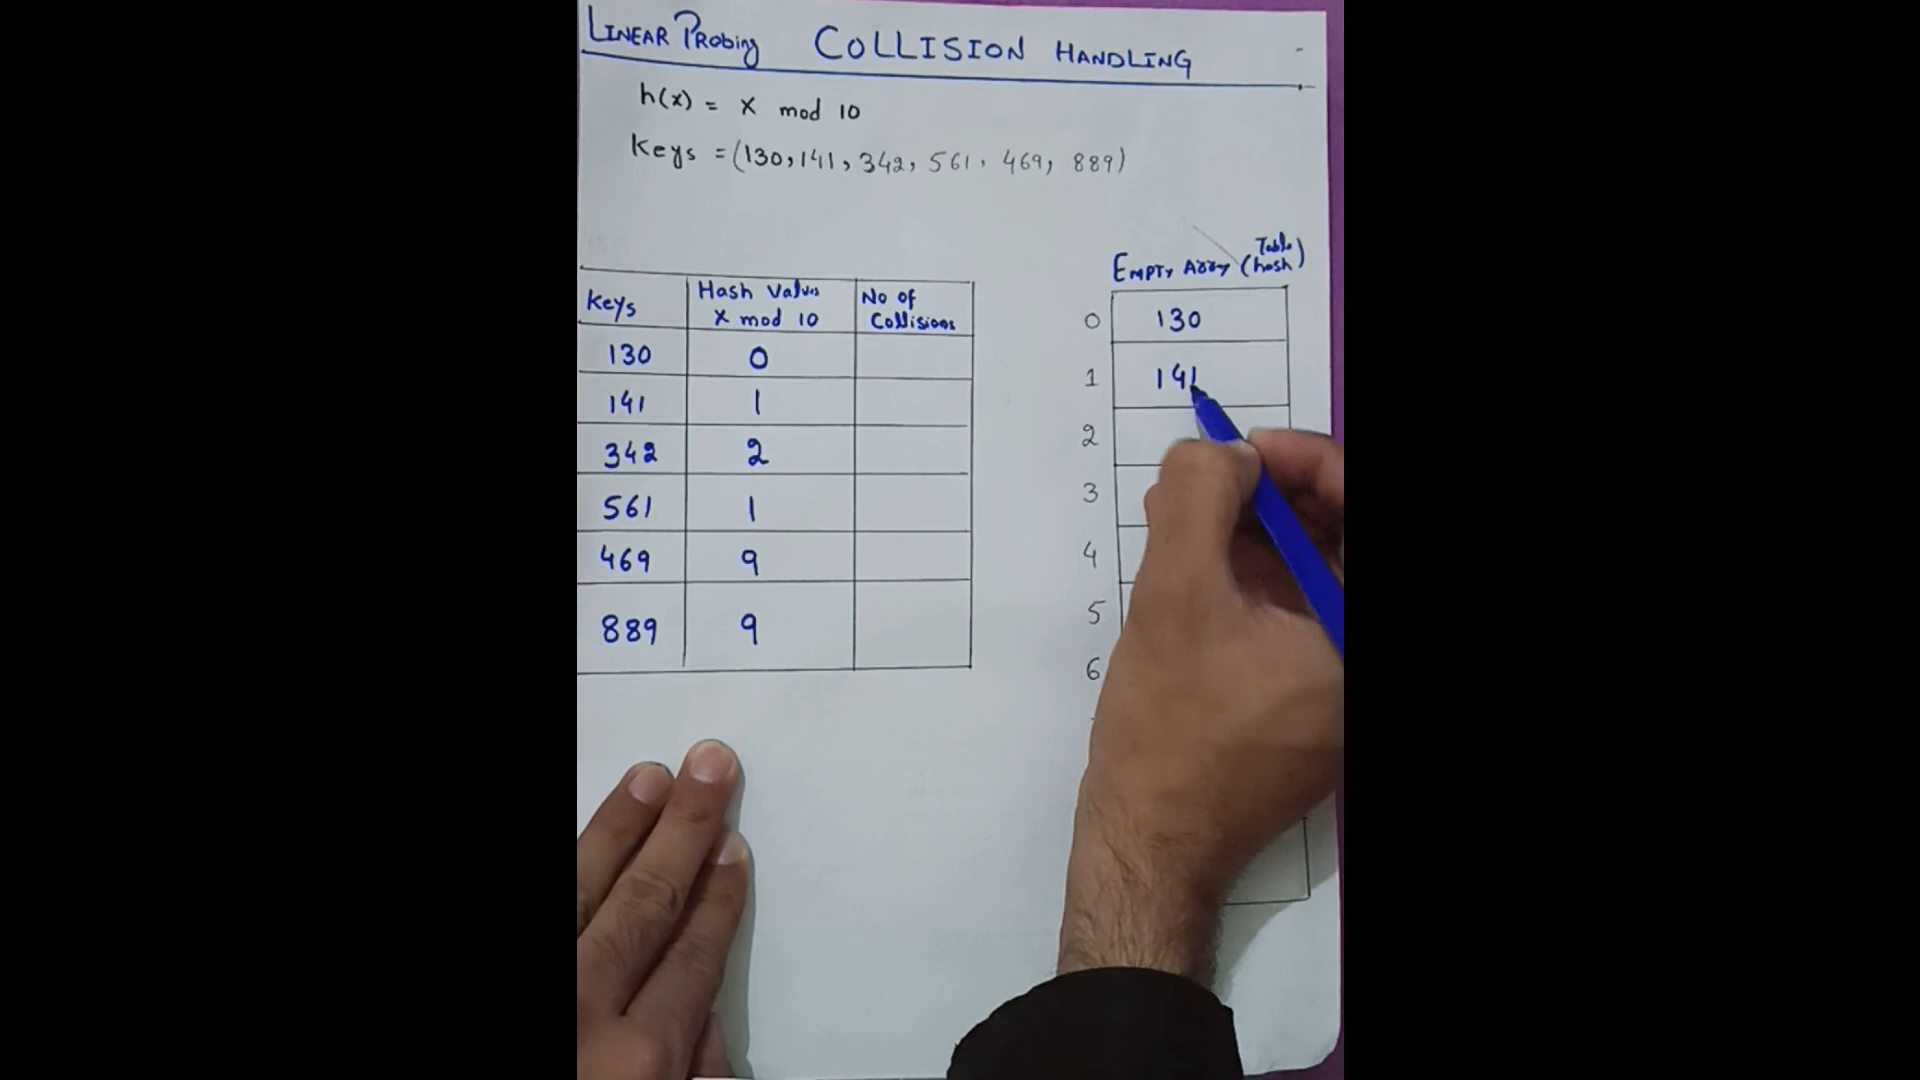 LINEAR Probing COLLISION HANDLING
h(x) = x mod 10
Keys = (130, 141, 342, 561, 469, 889)
Empty Array (hash Table)
Keys Hash Values x mod 10 No of Collisions
130 0
141 1
342 2
561 1
469 9
889 9
0 130
1 141
2
3
4
5
6